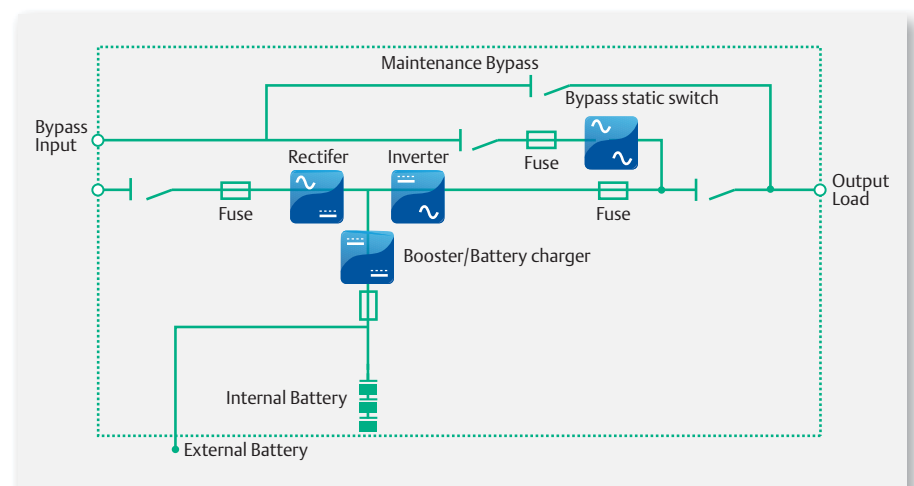 Maintenance Bypass
Bypass static switch
Bypass
Input
Fuse
Rectifer
Inverter
Fuse
Fuse
Output
Load
Booster/Battery charger
Internal Battery
External Battery